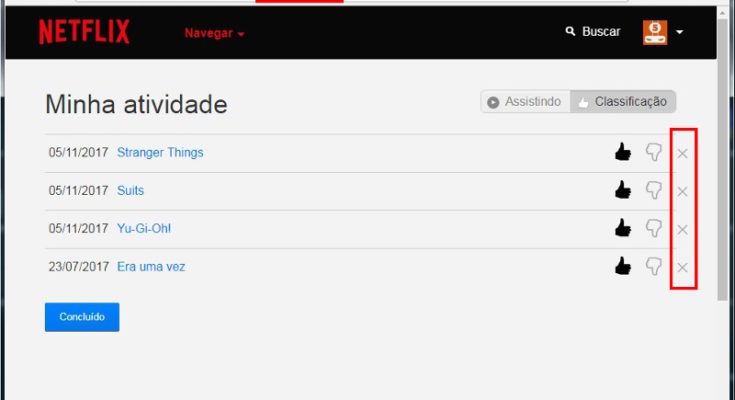 NETFLIX
Navegar
Buscar
Minha atividade
Assistindo
Classificação
05/11/2017 Stranger Things
05/11/2017 Suits
05/11/2017 Yu-Gi-Oh!
23/07/2017 Era uma vez
Concluído